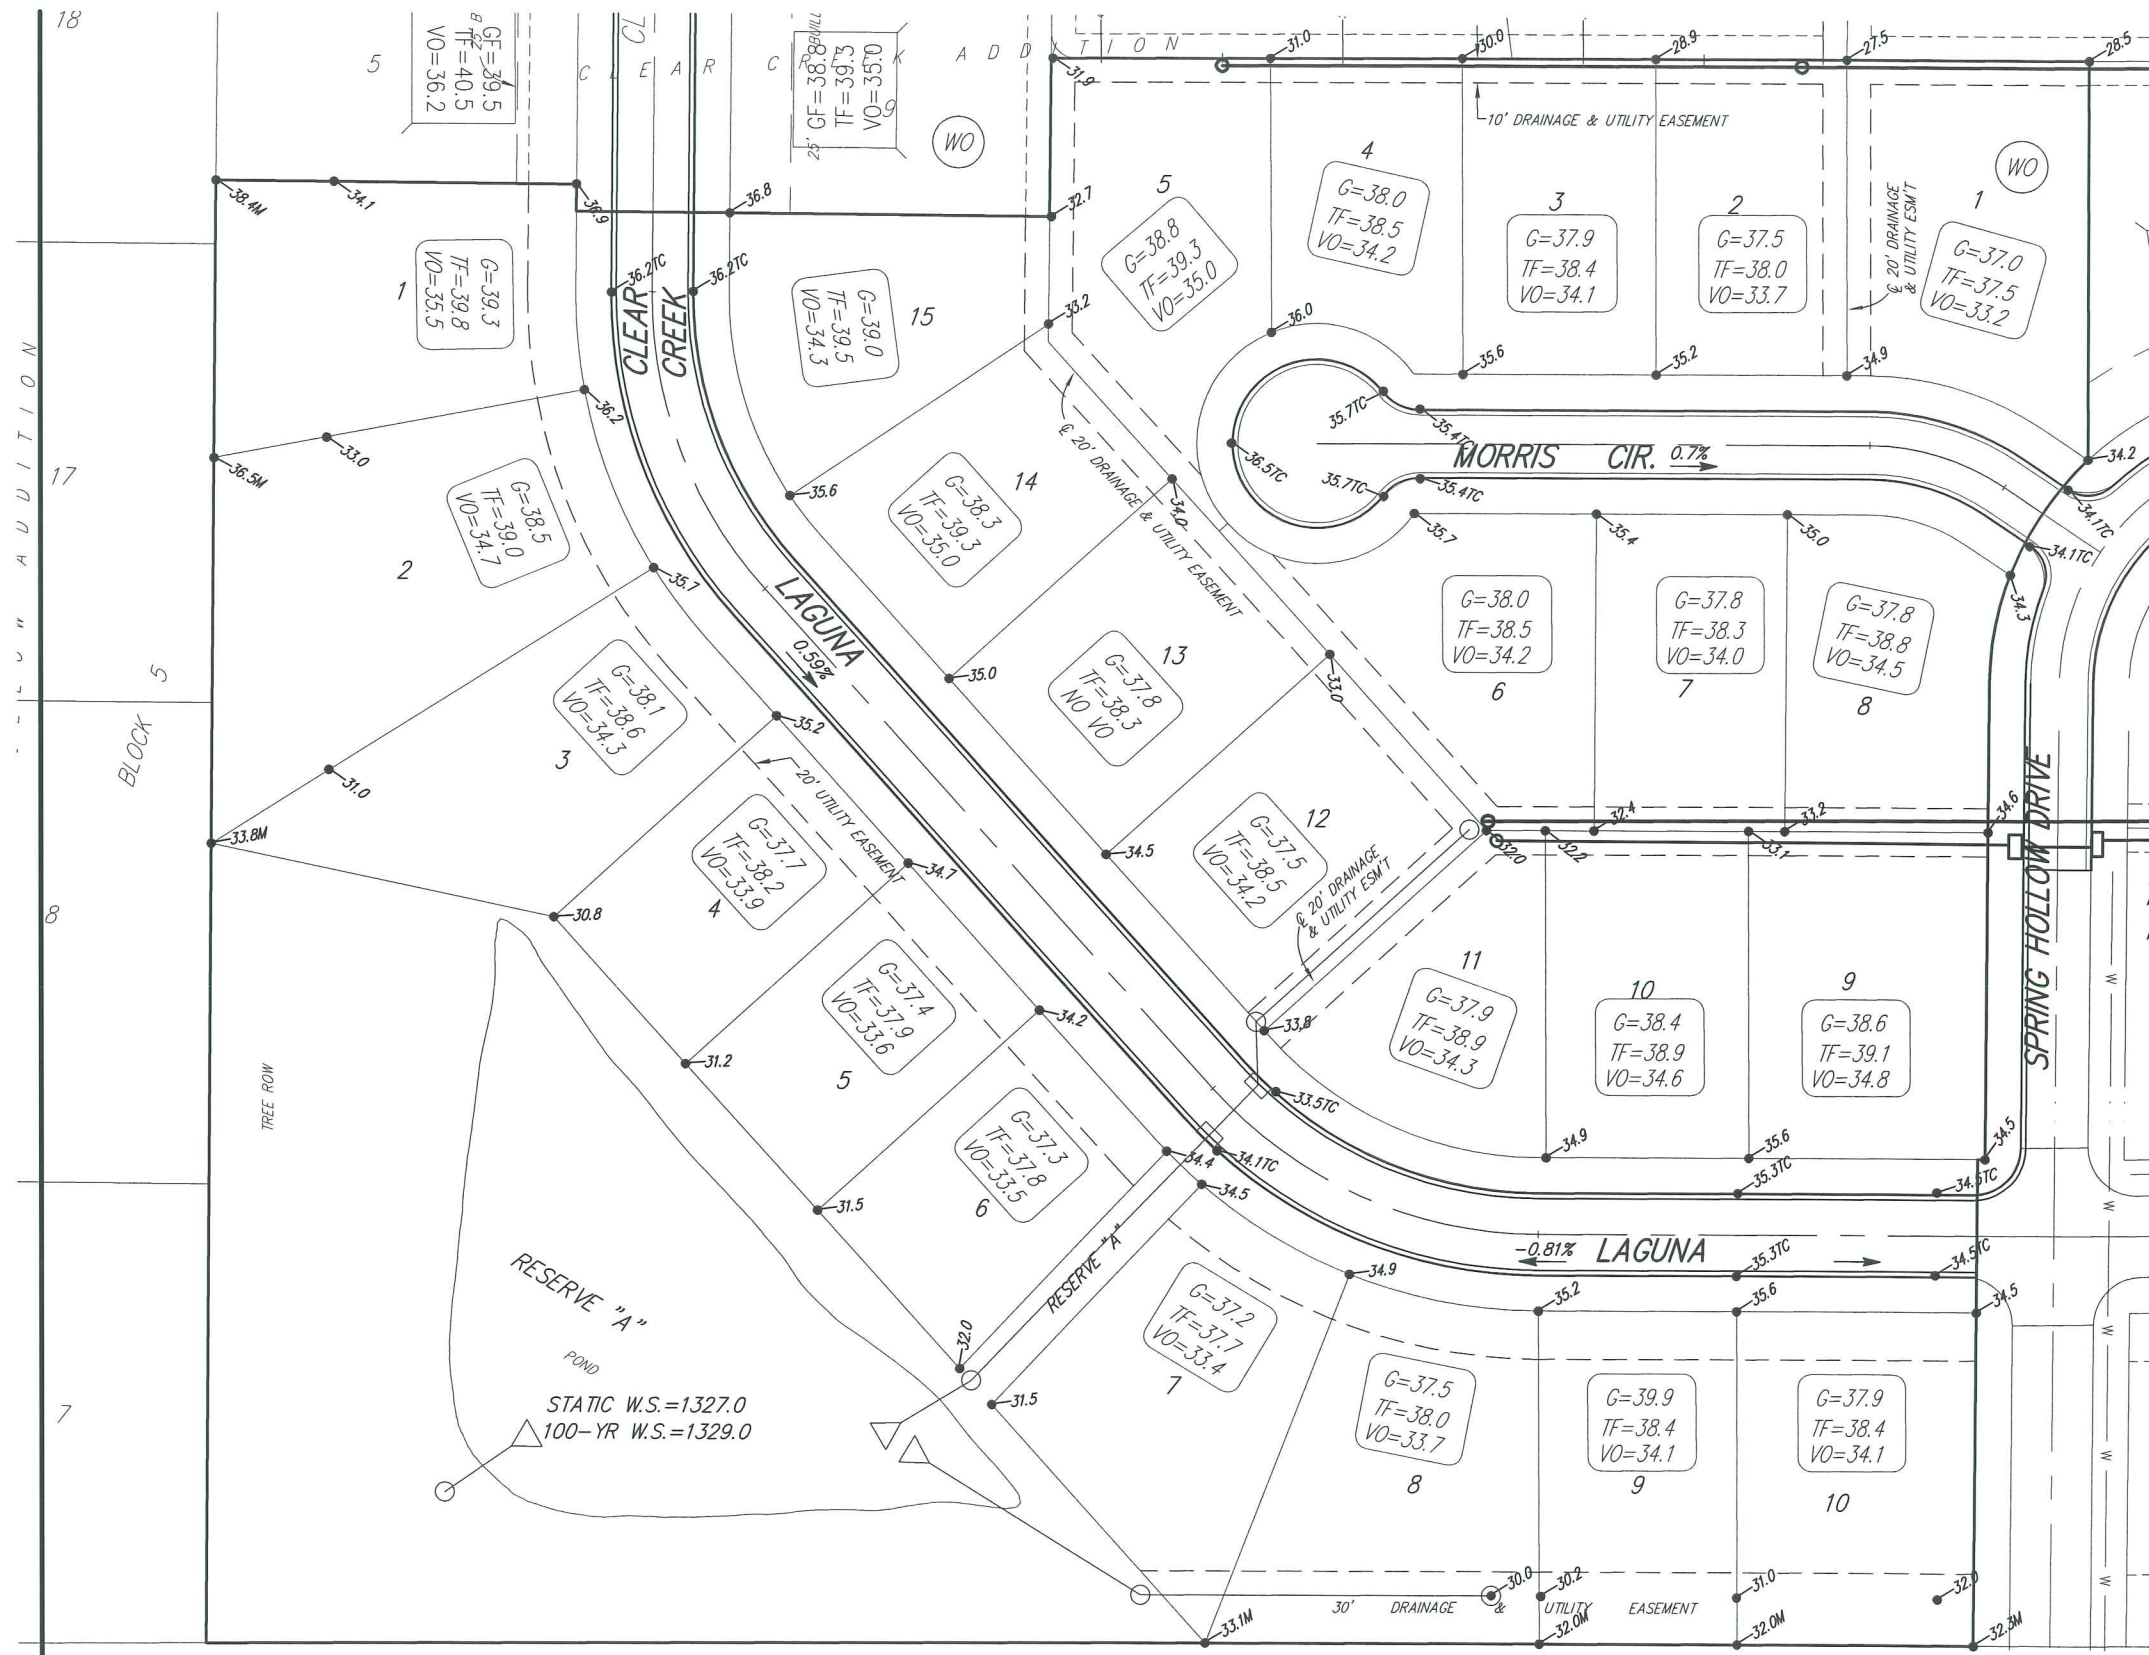 18
5
GF=39.5
TF=40.5
VO=36.2
CLEAR CREEK ADDITION
25'
GF=38.8
TF=39.3
VO=35.0
9
WO
31.9
31.0
30.0
28.9
27.5
28.5
10' DRAINAGE & UTILITY EASEMENT
WO
38.4M
34.1
36.9
36.8
32.7
1
G=39.3
TF=39.8
VO=35.5
36.2TC
36.2TC
CLEAR
CREEK
G=39.0
TF=39.5
VO=34.3
15
33.2
5
G=38.8
TF=39.3
VO=35.0
4
G=38.0
TF=38.5
VO=34.2
3
G=37.9
TF=38.4
VO=34.1
2
G=37.5
TF=38.0
VO=33.7
℄ 20' DRAINAGE
& UTILITY ESM'T
1
G=37.0
TF=37.5
VO=33.2
36.0
35.6
35.2
34.9
36.2
33.0
36.5M
17
ADDITION
35.7TC
35.4TC
36.5TC
MORRIS CIR. 0.7%
34.2
35.7TC
35.4TC
34.1TC
34.1TC
34.3
35.7
35.4
35.0
35.6
2
G=38.5
TF=39.0
VO=34.7
35.7
14
G=38.3
TF=39.3
VO=35.0
34.0
℄ 20' DRAINAGE & UTILITY EASEMENT
LAGUNA
0.59%
35.0
13
G=37.8
TF=38.3
NO VO
33.0
G=38.0
TF=38.5
VO=34.2
6
G=37.8
TF=38.3
VO=34.0
7
G=37.8
TF=38.8
VO=34.5
8
BLOCK 5
3
G=38.1
TF=38.6
VO=34.3
35.2
31.0
33.8M
20' UTILITY EASEMENT
4
G=37.7
TF=38.2
VO=33.9
34.7
34.5
12
G=37.5
TF=38.5
VO=34.2
℄ 20' DRAINAGE
& UTILITY ESM'T
32.0
32.2
32.4
33.1
33.2
34.6
SPRING HOLLOW DRIVE
8
30.8
5
G=37.4
TF=37.9
VO=33.6
34.2
33.8
11
G=37.9
TF=38.9
VO=34.3
10
G=38.4
TF=38.9
VO=34.6
9
G=38.6
TF=39.1
VO=34.8
W
TREE ROW
31.2
33.5TC
34.9
35.6
34.5
6
G=37.3
TF=37.8
VO=33.5
34.4
34.1TC
34.5
35.3TC
34.5TC
W
31.5
RESERVE "A"
-0.81%
LAGUNA
35.3TC
34.5TC
34.9
35.2
35.6
34.5
W
RESERVE "A"
POND
STATIC W.S.=1327.0
100-YR W.S.=1329.0
32.0
31.5
7
G=37.2
TF=37.7
VO=33.4
7
G=37.5
TF=38.0
VO=33.7
8
G=39.9
TF=38.4
VO=34.1
9
G=37.9
TF=38.4
VO=34.1
10
W
W
30.0
30.2
31.0
32.0
30' DRAINAGE & UTILITY EASEMENT
33.1M
32.0M
32.0M
32.3M